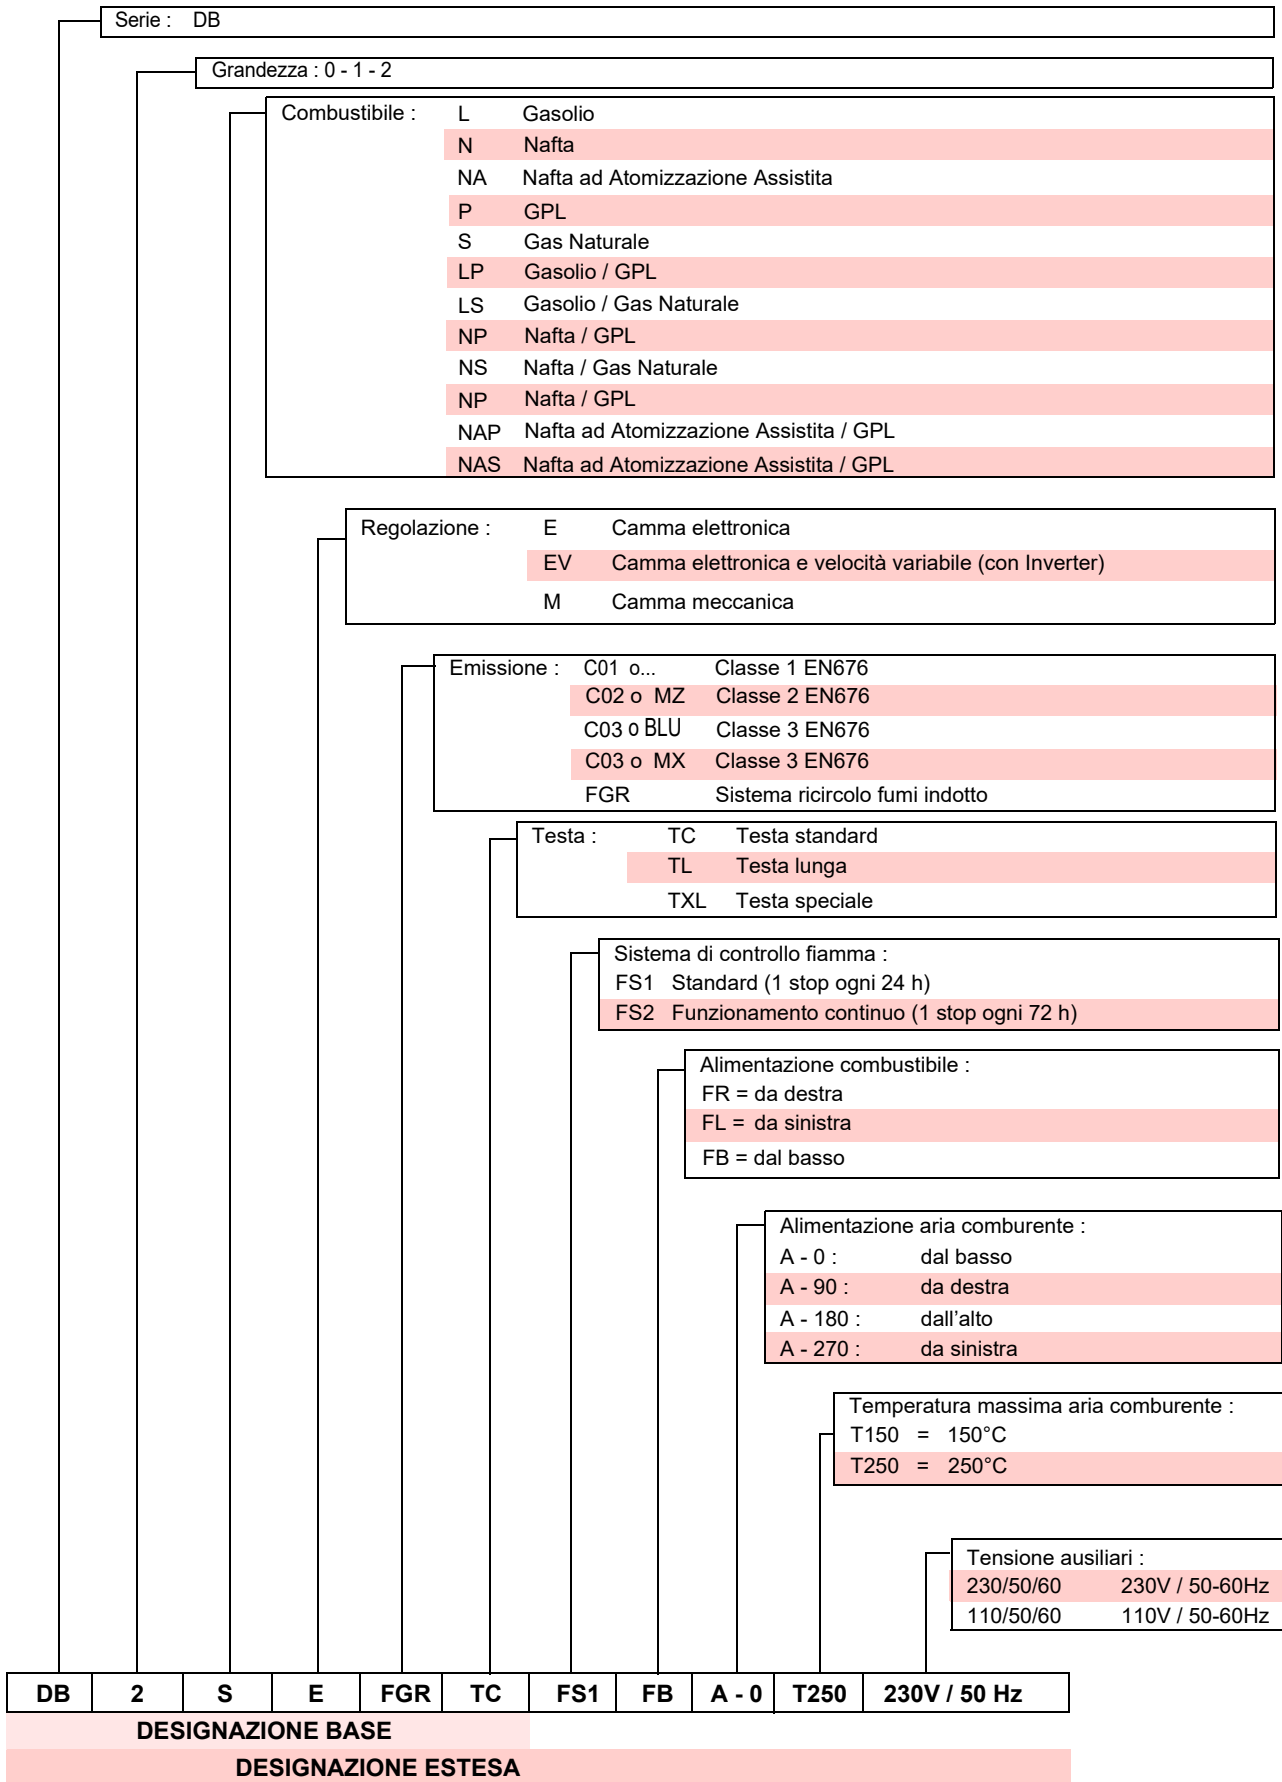 Serie : DB
Grandezza : 0 - 1 - 2
Combustibile : L Gasolio
N Nafta
NA Nafta ad Atomizzazione Assistita
P GPL
S Gas Naturale
LP Gasolio / GPL
LS Gasolio / Gas Naturale
NP Nafta / GPL
NS Nafta / Gas Naturale
NP Nafta / GPL
NAP Nafta ad Atomizzazione Assistita / GPL
NAS Nafta ad Atomizzazione Assistita / GPL
Regolazione : E Camma elettronica
EV Camma elettronica e velocità variabile (con Inverter)
M Camma meccanica
Emissione : C01 o... Classe 1 EN676
C02 o MZ Classe 2 EN676
C03 o BLU Classe 3 EN676
C03 o MX Classe 3 EN676
FGR Sistema ricircolo fumi indotto
Testa : TC Testa standard
TL Testa lunga
TXL Testa speciale
Sistema di controllo fiamma :
FS1 Standard (1 stop ogni 24 h)
FS2 Funzionamento continuo (1 stop ogni 72 h)
Alimentazione combustibile :
FR = da destra
FL = da sinistra
FB = dal basso
Alimentazione aria comburente :
A - 0 : dal basso
A - 90 : da destra
A - 180 : dall’alto
A - 270 : da sinistra
Temperatura massima aria comburente :
T150 = 150°C
T250 = 250°C
Tensione ausiliari :
230/50/60 230V / 50-60Hz
110/50/60 110V / 50-60Hz
DB 2 S E FGR TC FS1 FB A - 0 T250 230V / 50 Hz
DESIGNAZIONE BASE
DESIGNAZIONE ESTESA